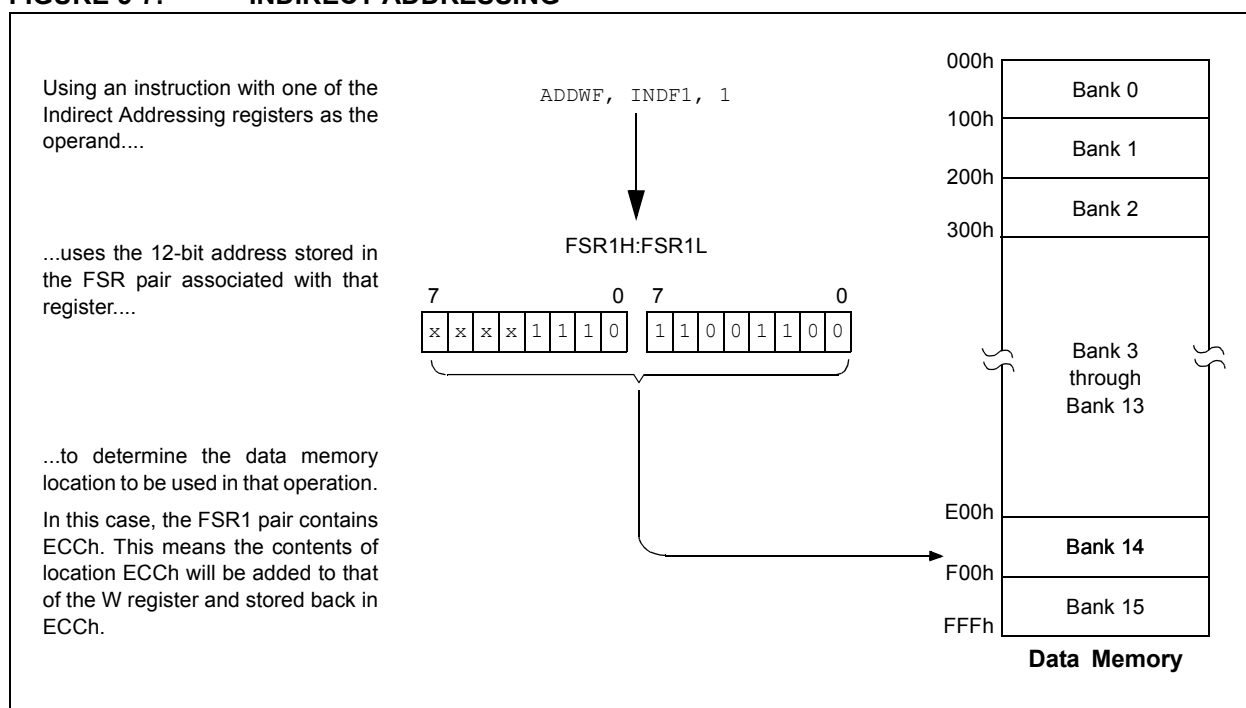 Using an instruction with one of the
Indirect Addressing registers as the
operand....
ADDWF, INDF1, 1
...uses the 12-bit address stored in
the FSR pair associated with that
register....
FSR1H:FSR1L
7 0 7 0
x x x x 1 1 1 0 1 1 0 0 1 1 0 0
...to determine the data memory
location to be used in that operation.
In this case, the FSR1 pair contains
ECCh. This means the contents of
location ECCh will be added to that
of the W register and stored back in
ECCh.
000h
Bank 0
100h
Bank 1
200h
Bank 2
300h
Bank 3
through
Bank 13
E00h
Bank 14
F00h
Bank 15
FFFh
Data Memory